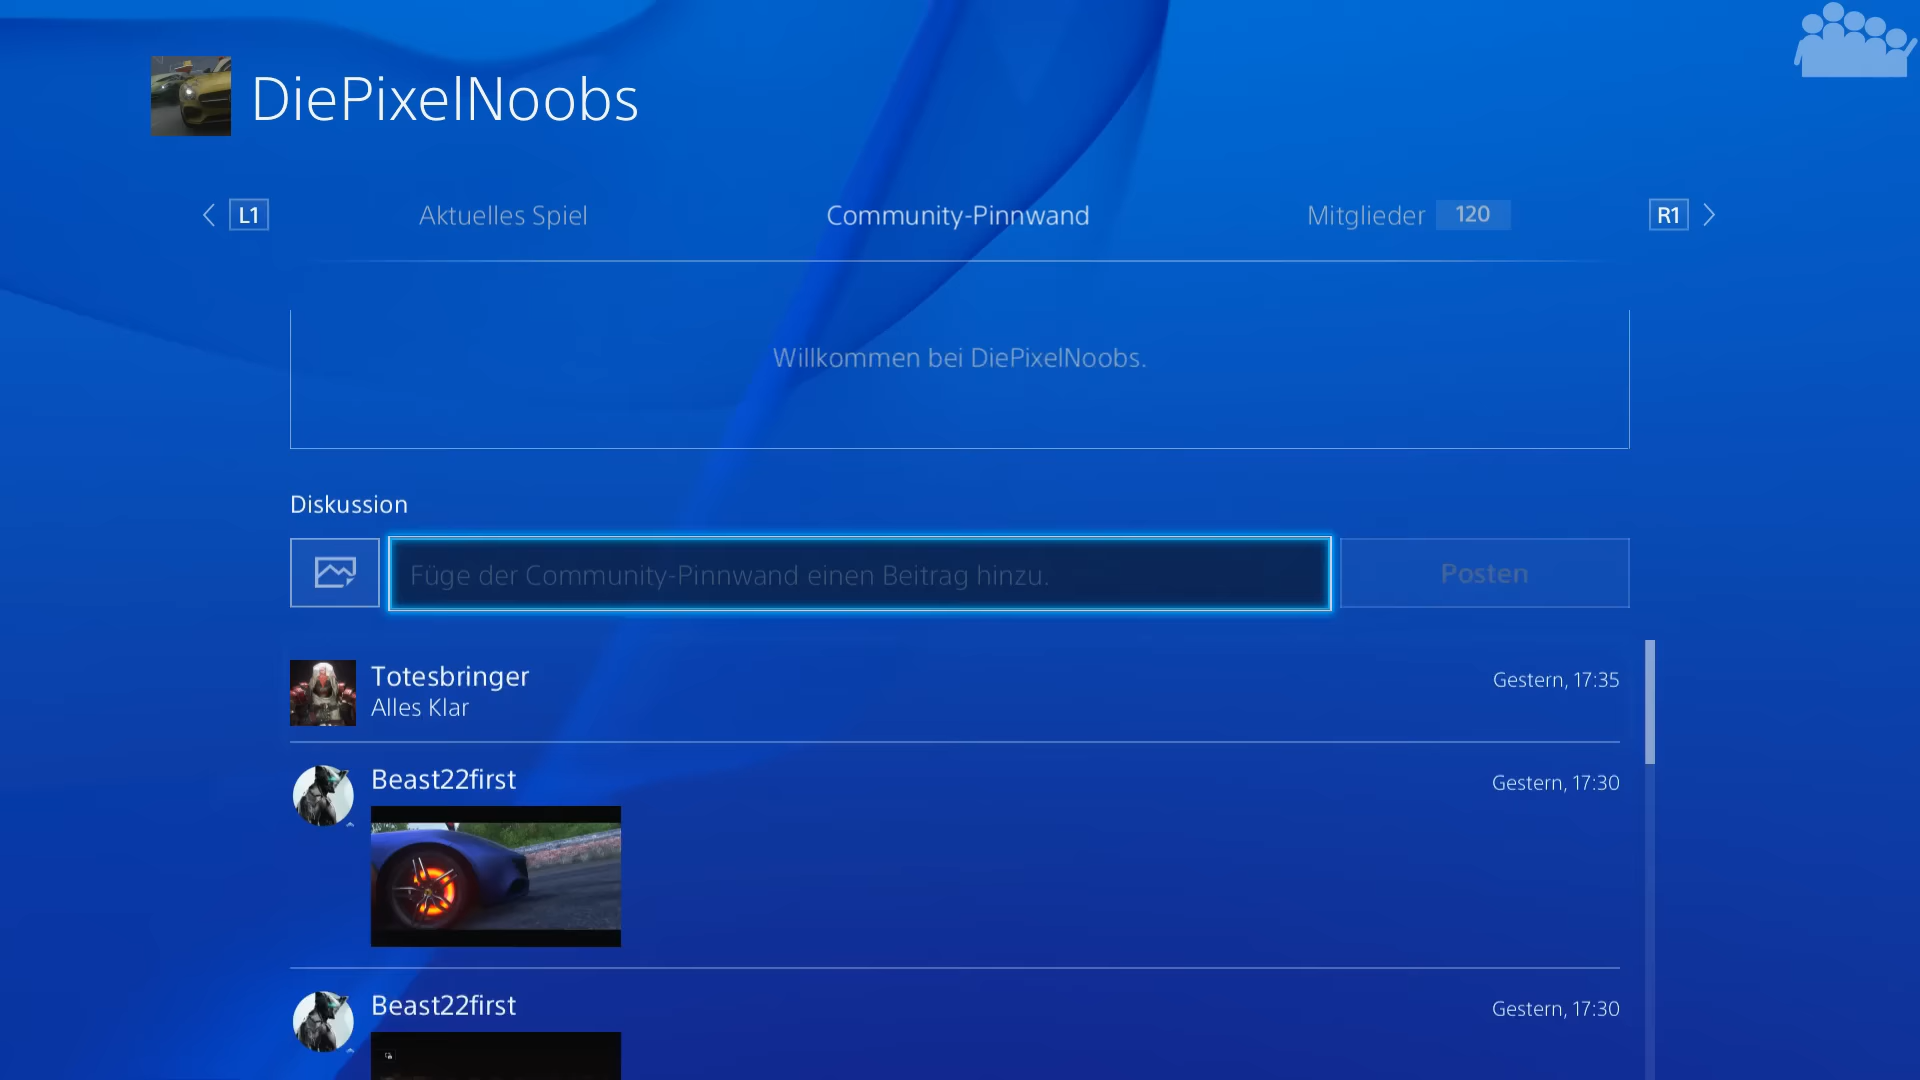 DiePixelNoobs
L1
Aktuelles Spiel
Community-Pinnwand
Mitglieder 120
R1
Willkommen bei DiePixelNoobs.
Diskussion
Füge der Community-Pinnwand einen Beitrag hinzu.
Posten
Totesbringer
Gestern, 17:35
Alles Klar
Beast22first
Gestern, 17:30
Beast22first
Gestern, 17:30